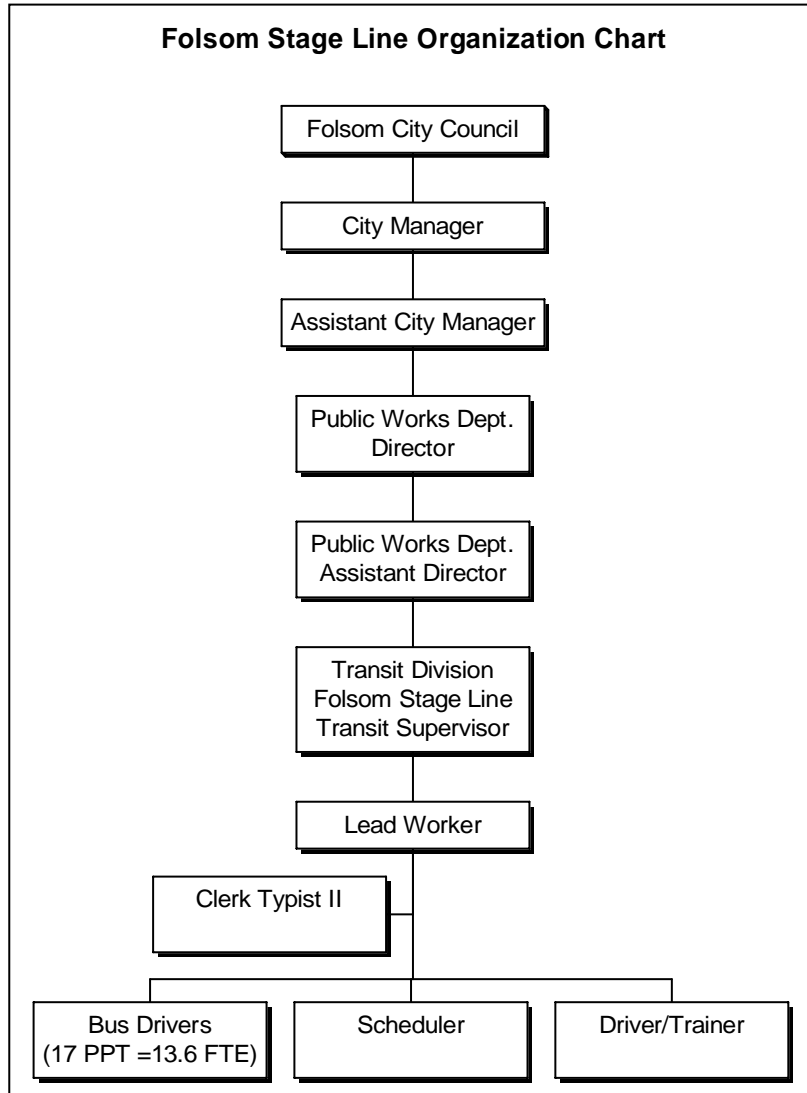 Folsom Stage Line Organization Chart
Folsom City Council
City Manager
Assistant City Manager
Public Works Dept.
Director
Public Works Dept.
Assistant Director
Transit Division
Folsom Stage Line
Transit Supervisor
Lead Worker
Clerk Typist II
Bus Drivers
(17 PPT =13.6 FTE)
Scheduler
Driver/Trainer